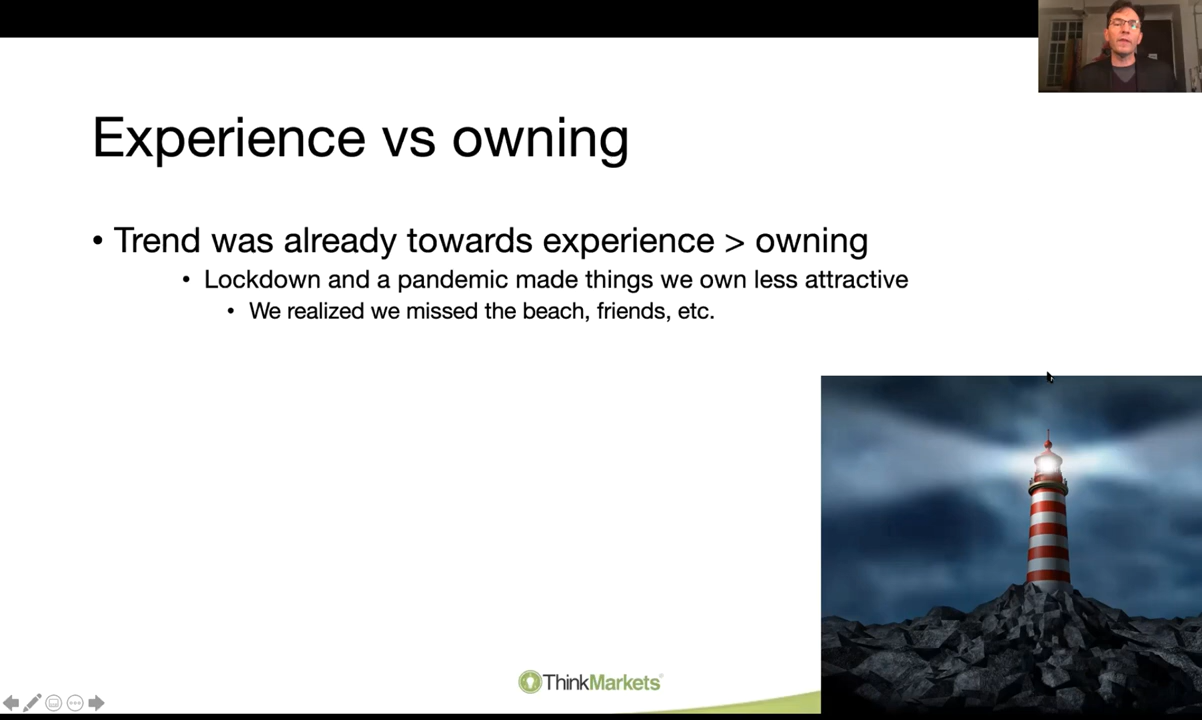 Experience vs owning
• Trend was already towards experience > owning
• Lockdown and a pandemic made things we own less attractive
• We realized we missed the beach, friends, etc.
ThinkMarkets